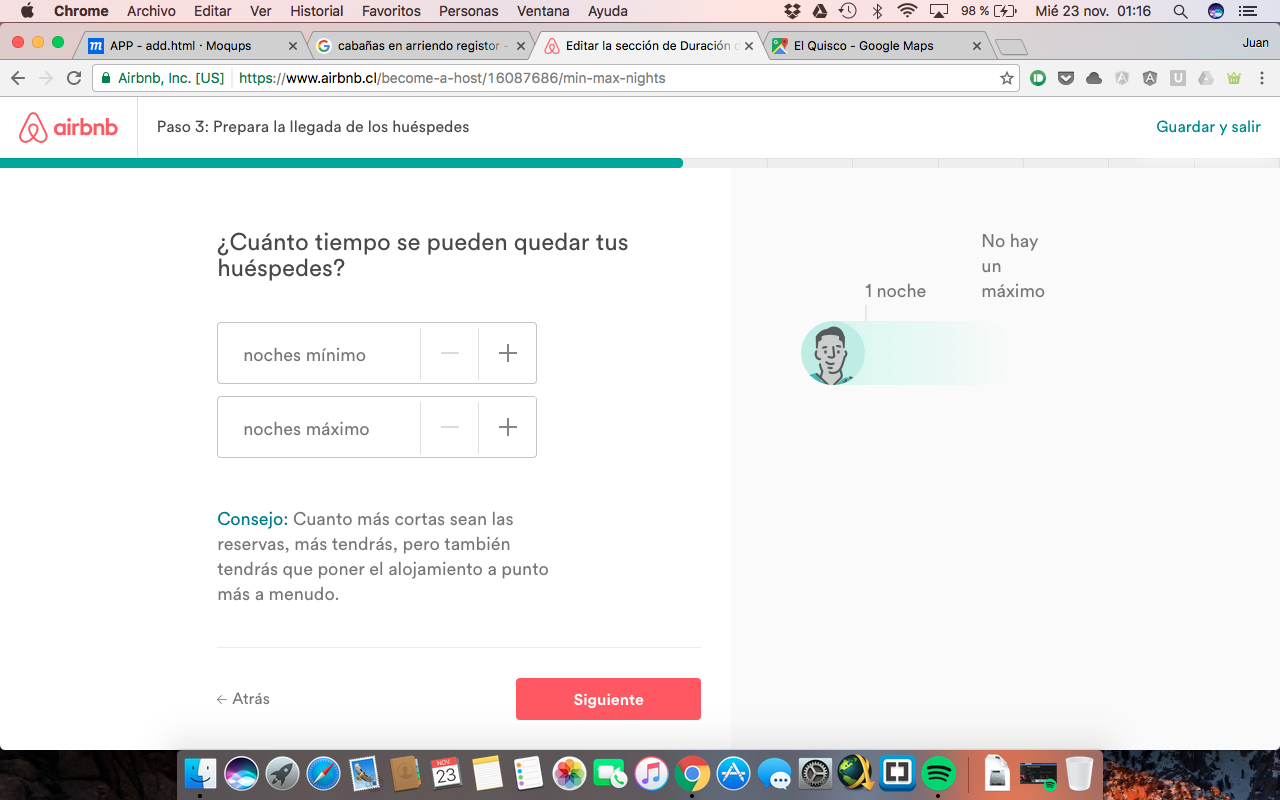 Chrome Archivo Editar Ver Historial Favoritos Personas Ventana Ayuda 98 % Mié 23 nov. 01:16
APP - add.html · Moqups
cabañas en arriendo registor -
Editar la sección de Duración d
El Quisco - Google Maps
Juan
Airbnb, Inc. [US] https://www.airbnb.cl/become-a-host/16087686/min-max-nights
airbnb
Paso 3: Prepara la llegada de los huéspedes
Guardar y salir
¿Cuánto tiempo se pueden quedar tus
huéspedes?
noches mínimo
noches máximo
Consejo: Cuanto más cortas sean las
reservas, más tendrás, pero también
tendrás que poner el alojamiento a punto
más a menudo.
← Atrás
Siguiente
1 noche
No hay
un
máximo
NOV
23